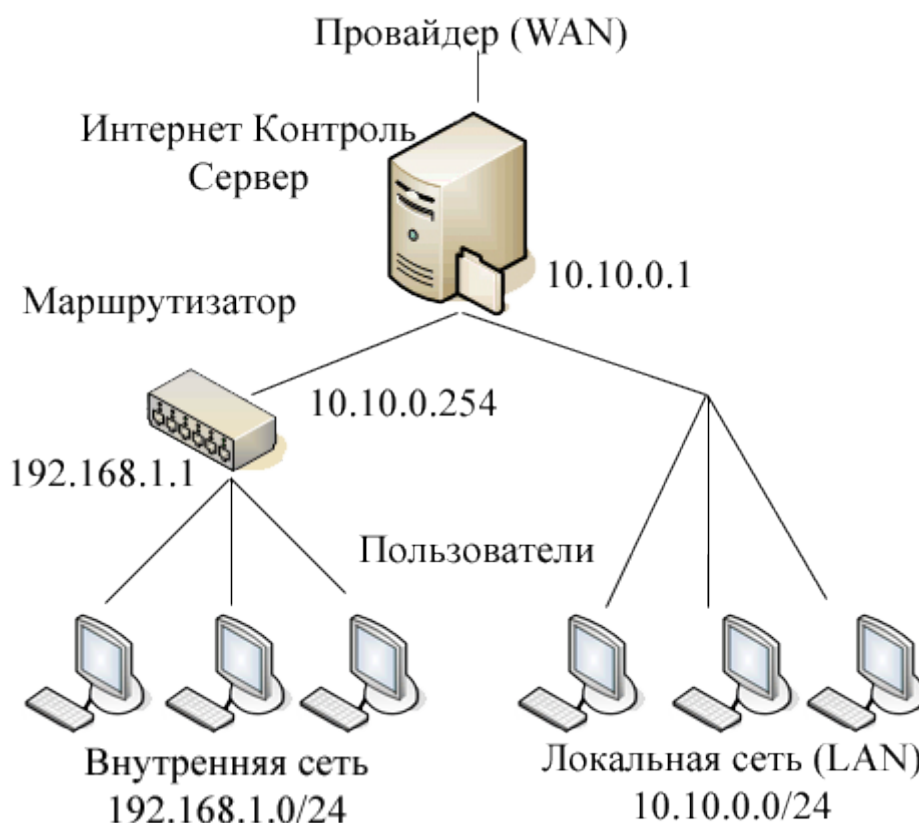 Провайдер (WAN)
Интернет Контроль
Сервер
10.10.0.1
Маршрутизатор
10.10.0.254
192.168.1.1
Пользователи
Внутренняя сеть
192.168.1.0/24
Локальная сеть (LAN)
10.10.0.0/24